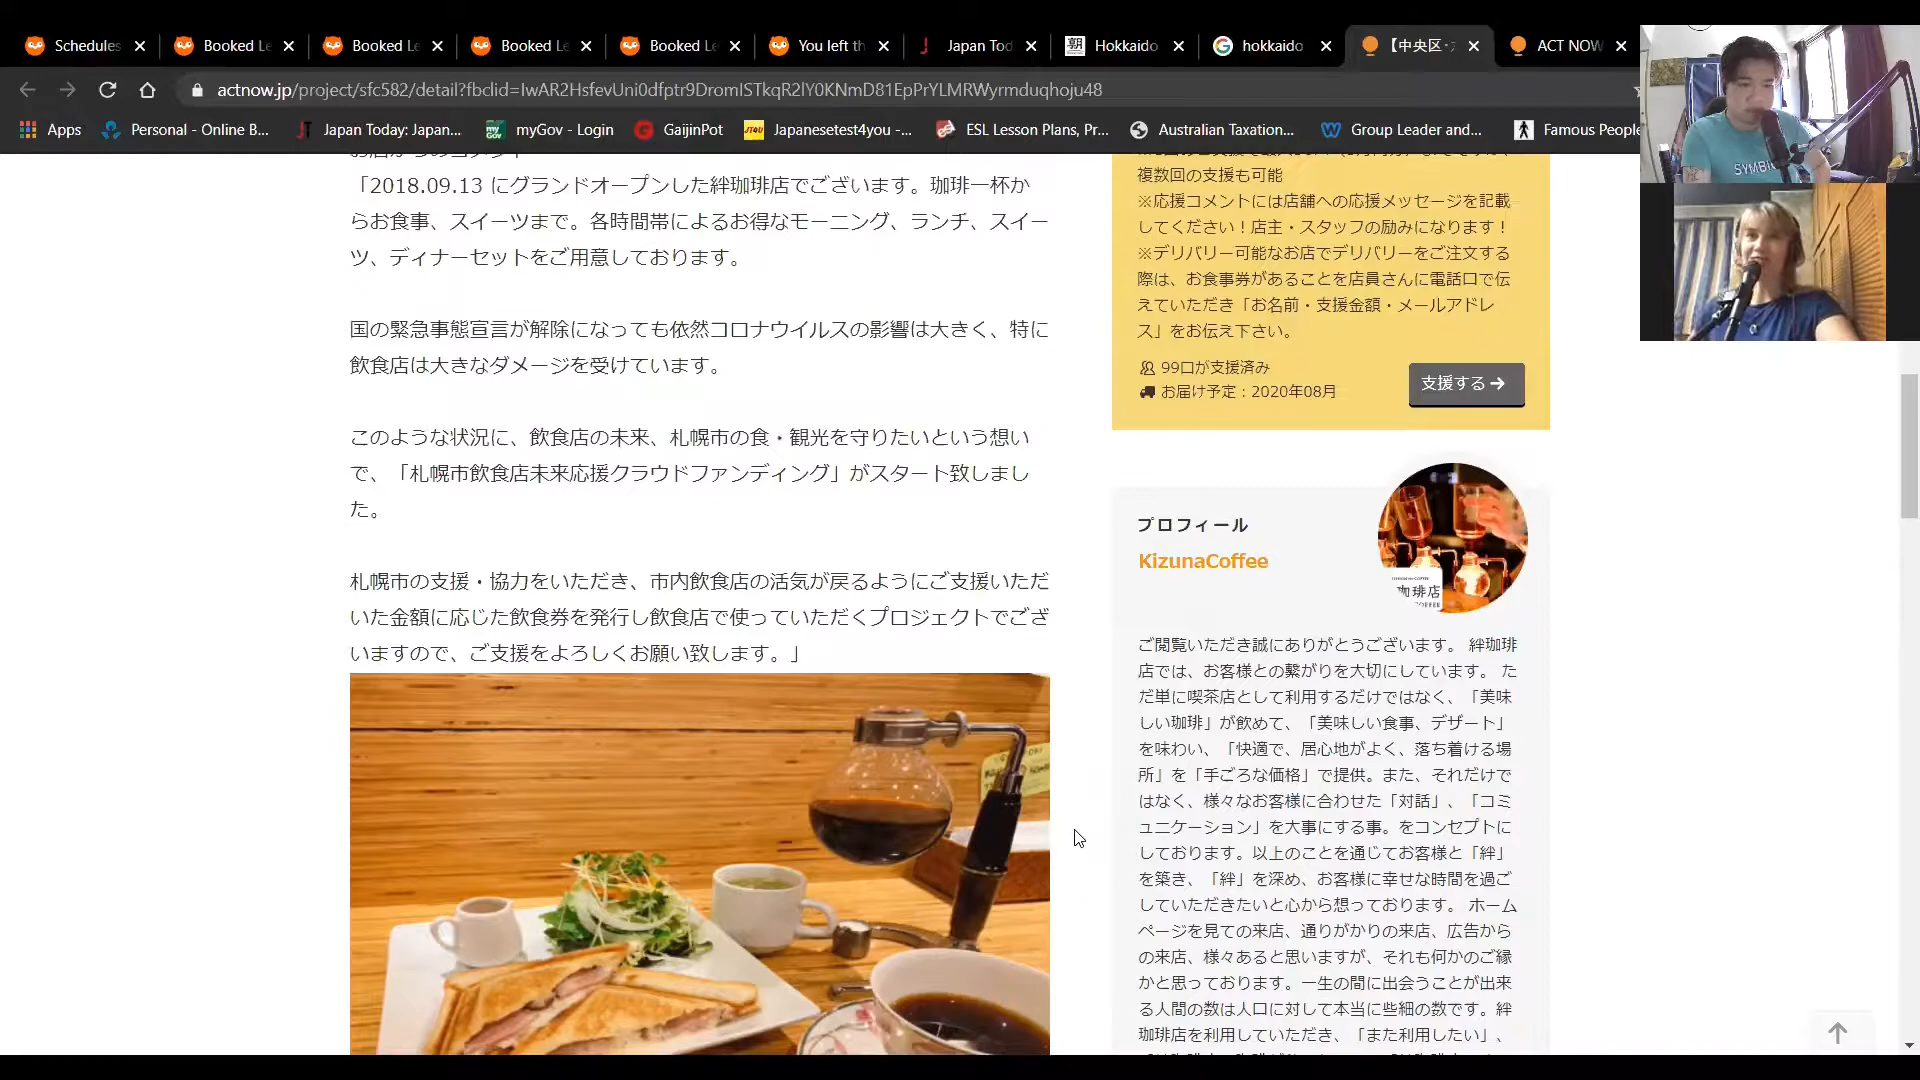 Schedules
Booked Le
Booked Le
Booked Le
Booked Le
You left th
Japan Tod
Hokkaido
hokkaido
【中央区・
ACT NOW
actnow.jp/project/sfc582/detail?fbclid=IwAR2HsfevUni0dfptr9DromISTkqR2lY0KNmD81EpPrYLMRWyrmduqhoju48
Apps
Personal - Online B...
Japan Today: Japan...
myGov - Login
GaijinPot
Japanesetest4you -...
ESL Lesson Plans, Pr...
Australian Taxation...
Group Leader and...
Famous People
「2018.09.13 にグランドオープンした絆珈琲店でございます。珈琲一杯か
らお食事、スイーツまで。各時間帯によるお得なモーニング、ランチ、スイー
ツ、ディナーセットをご用意しております。
国の緊急事態宣言が解除になっても依然コロナウイルスの影響は大きく、特に
飲食店は大きなダメージを受けています。
このような状況に、飲食店の未来、札幌市の食・観光を守りたいという想い
で、「札幌市飲食店未来応援クラウドファンディング」がスタート致しまし
た。
札幌市の支援・協力をいただき、市内飲食店の活気が戻るようにご支援いただ
いた金額に応じた飲食券を発行し飲食店で使っていただくプロジェクトでござ
いますので、ご支援をよろしくお願い致します。」
複数回の支援も可能
※応援コメントには店舗への応援メッセージを記載
してください！店主・スタッフの励みになります！
※デリバリー可能なお店でデリバリーをご注文する
際は、お食事券があることを店員さんに電話口で伝
えていただき「お名前・支援金額・メールアドレ
ス」をお伝え下さい。
99口が支援済み
お届け予定：2020年08月
支援する
プロフィール
KizunaCoffee
珈琲店
ご閲覧いただき誠にありがとうございます。 絆珈琲
店では、お客様との繋がりを大切にしています。 た
だ単に喫茶店として利用するだけではなく、「美味
しい珈琲」が飲めて、「美味しい食事、デザート」
を味わい、「快適で、居心地がよく、落ち着ける場
所」を「手ごろな価格」で提供。また、それだけで
はなく、様々なお客様に合わせた「対話」、「コミ
ュニケーション」を大事にする事。をコンセプトに
しております。以上のことを通じてお客様と「絆」
を築き、「絆」を深め、お客様に幸せな時間を過ご
していただきたいと心から想っております。 ホーム
ページを見ての来店、通りがかりの来店、広告から
の来店、様々あると思いますが、それも何かのご縁
かと思っております。一生の間に出会うことが出来
る人間の数は人口に対して本当に些細の数です。絆
珈琲店を利用していただき、「また利用したい」、